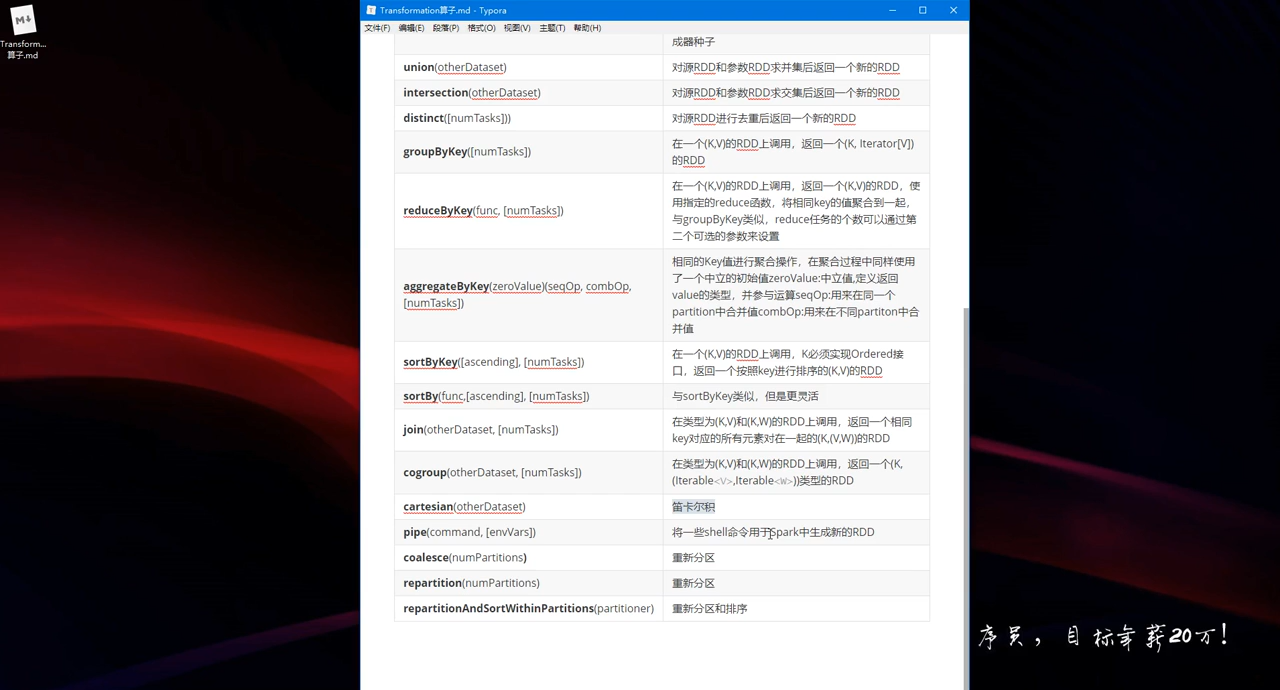 Transformation算子.md - Typora
文件(F) 编辑(E) 段落(P) 格式(O) 视图(V) 主题(T) 帮助(H)
Transform...
算子.md
成器种子
union(otherDataset)
对源RDD和参数RDD求并集后返回一个新的RDD
intersection(otherDataset)
对源RDD和参数RDD求交集后返回一个新的RDD
distinct([numTasks]))
对源RDD进行去重后返回一个新的RDD
groupByKey([numTasks])
在一个(K,V)的RDD上调用，返回一个(K, Iterator[V])
的RDD
reduceByKey(func, [numTasks])
在一个(K,V)的RDD上调用，返回一个(K,V)的RDD，使
用指定的reduce函数，将相同key的值聚合到一起，
与groupByKey类似，reduce任务的个数可以通过第
二个可选的参数来设置
aggregateByKey(zeroValue)(seqOp, combOp,
[numTasks])
相同的Key值进行聚合操作，在聚合过程中同样使用
了一个中立的初始值zeroValue:中立值,定义返回
value的类型，并参与运算seqOp:用来在同一个
partition中合并值combOp:用来在不同partiton中合
并值
sortByKey([ascending], [numTasks])
在一个(K,V)的RDD上调用，K必须实现Ordered接
口，返回一个按照key进行排序的(K,V)的RDD
sortBy(func,[ascending], [numTasks])
与sortByKey类似，但是更灵活
join(otherDataset, [numTasks])
在类型为(K,V)和(K,W)的RDD上调用，返回一个相同
key对应的所有元素对在一起的(K,(V,W))的RDD
cogroup(otherDataset, [numTasks])
在类型为(K,V)和(K,W)的RDD上调用，返回一个(K,
(Iterable<V>,Iterable<W>))类型的RDD
cartesian(otherDataset)
笛卡尔积
pipe(command, [envVars])
将一些shell命令用于Spark中生成新的RDD
coalesce(numPartitions)
重新分区
repartition(numPartitions)
重新分区
repartitionAndSortWithinPartitions(partitioner)
重新分区和排序
序员，目标年薪20万!